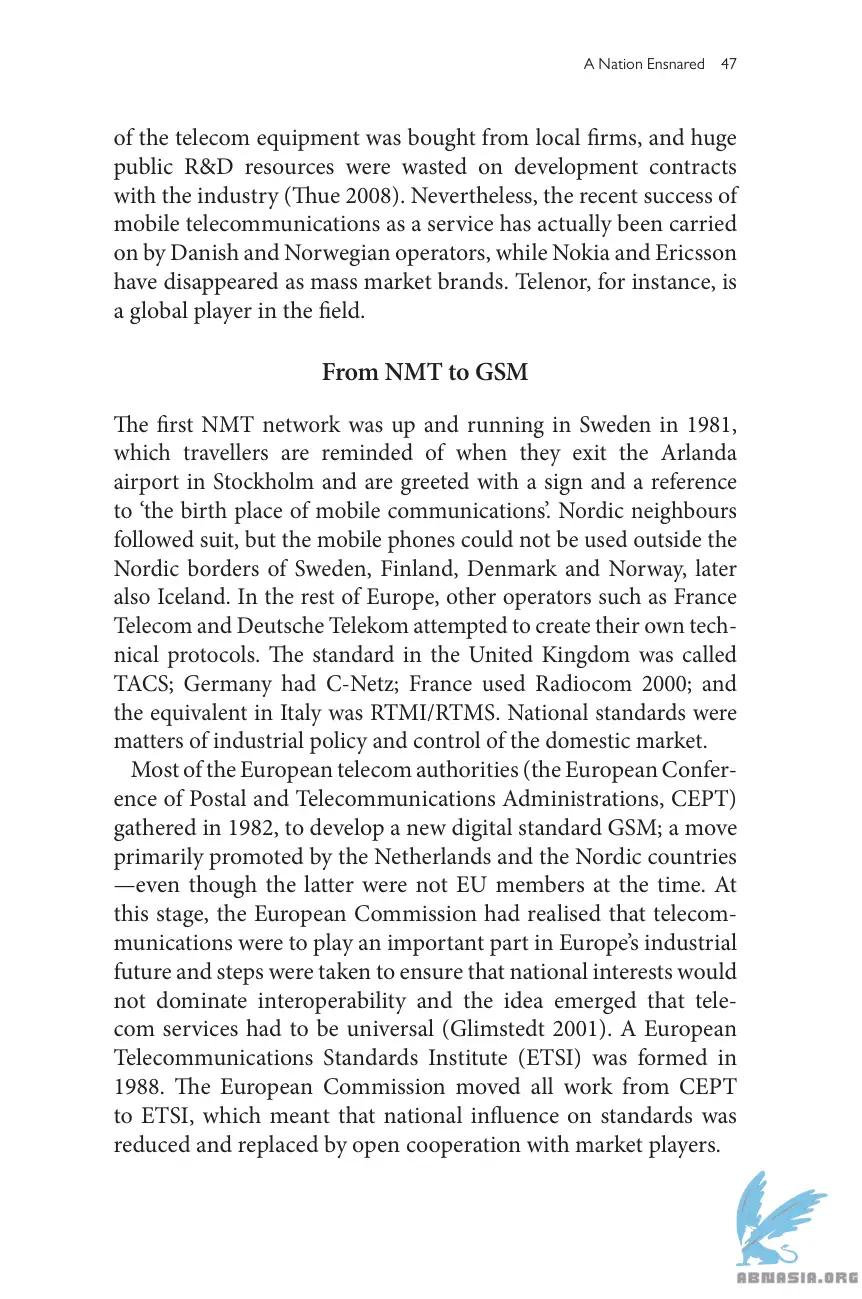 A Nation Ensnared 47
of the telecom equipment was bought from local firms, and huge
public R&D resources were wasted on development contracts
with the industry (Thue 2008). Nevertheless, the recent success of
mobile telecommunications as a service has actually been carried
on by Danish and Norwegian operators, while Nokia and Ericsson
have disappeared as mass market brands. Telenor, for instance, is
a global player in the field.
From NMT to GSM
The first NMT network was up and running in Sweden in 1981,
which travellers are reminded of when they exit the Arlanda
airport in Stockholm and are greeted with a sign and a reference
to ‘the birth place of mobile communications’. Nordic neighbours
followed suit, but the mobile phones could not be used outside the
Nordic borders of Sweden, Finland, Denmark and Norway, later
also Iceland. In the rest of Europe, other operators such as France
Telecom and Deutsche Telekom attempted to create their own tech-
nical protocols. The standard in the United Kingdom was called
TACS; Germany had C-Netz; France used Radiocom 2000; and
the equivalent in Italy was RTMI/RTMS. National standards were
matters of industrial policy and control of the domestic market.
Most of the European telecom authorities (the European Confer-
ence of Postal and Telecommunications Administrations, CEPT)
gathered in 1982, to develop a new digital standard GSM; a move
primarily promoted by the Netherlands and the Nordic countries
—even though the latter were not EU members at the time. At
this stage, the European Commission had realised that telecom-
munications were to play an important part in Europe’s industrial
future and steps were taken to ensure that national interests would
not dominate interoperability and the idea emerged that tele-
com services had to be universal (Glimstedt 2001). A European
Telecommunications Standards Institute (ETSI) was formed in
1988. The European Commission moved all work from CEPT
to ETSI, which meant that national influence on standards was
reduced and replaced by open cooperation with market players.
ABNASIA.ORG